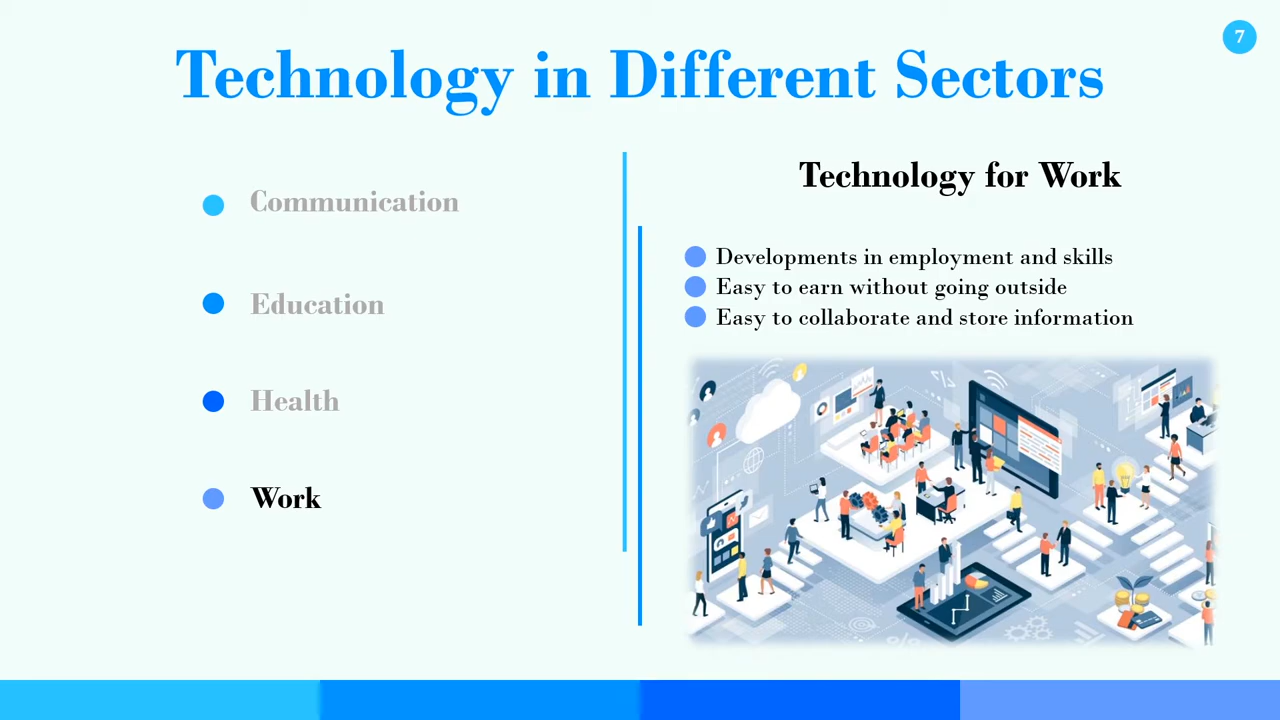 7
Technology in Different Sectors
Communication
Education
Health
Work
Technology for Work
Developments in employment and skills
Easy to earn without going outside
Easy to collaborate and store information